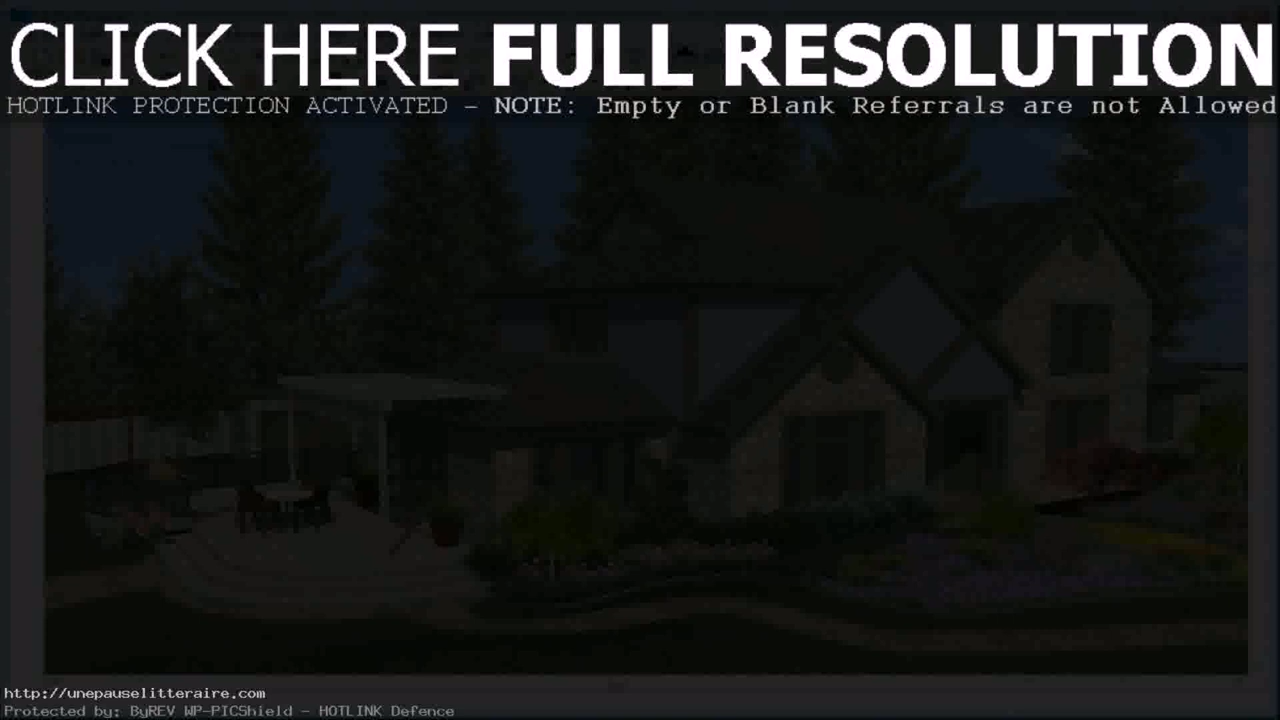 CLICK HERE FULL RESOLUTION
HOTLINK PROTECTION ACTIVATED – NOTE: Empty or Blank Referrals are not Allowed
http://unepauselitteraire.com
Protected by: ByREV WP-PICShield – HOTLINK Defence